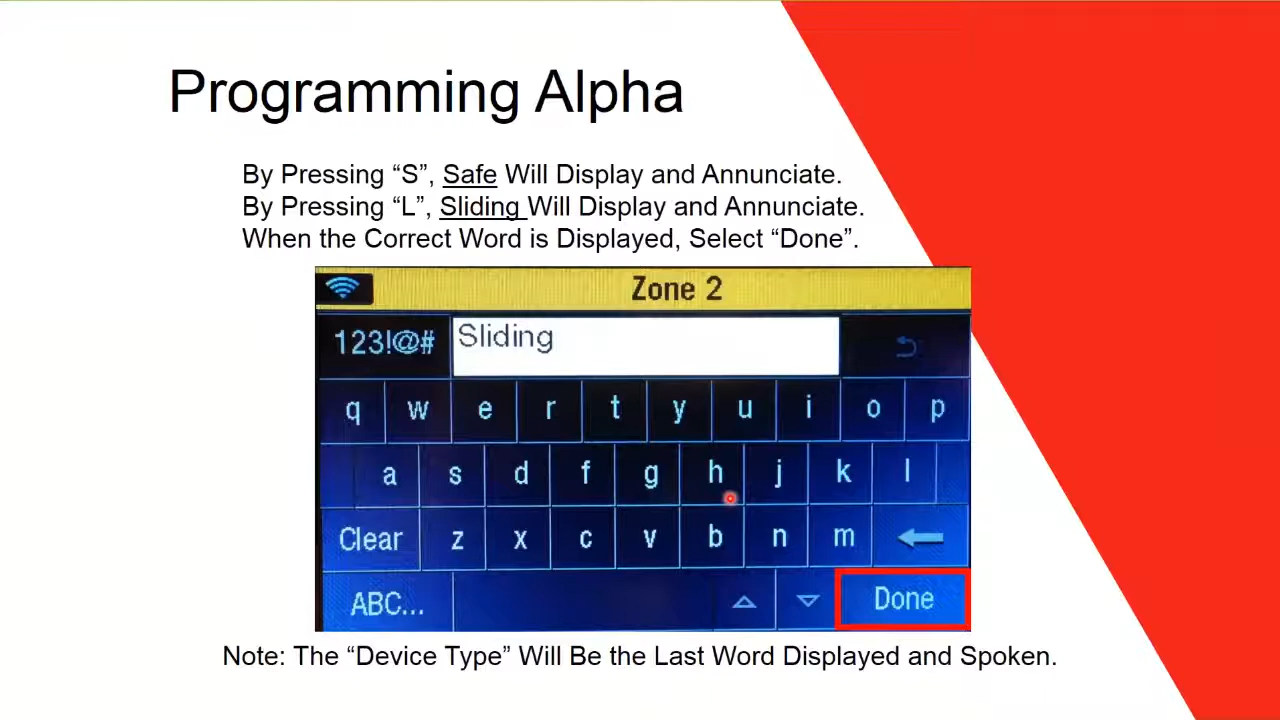 Programming Alpha
By Pressing “S”, Safe Will Display and Annunciate.
By Pressing “L”, Sliding Will Display and Annunciate.
When the Correct Word is Displayed, Select “Done”.
Zone 2
123!@# Sliding
q w e r t y u i o p
a s d f g h j k l
Clear z x c v b n m
ABC... Done
Note: The “Device Type” Will Be the Last Word Displayed and Spoken.